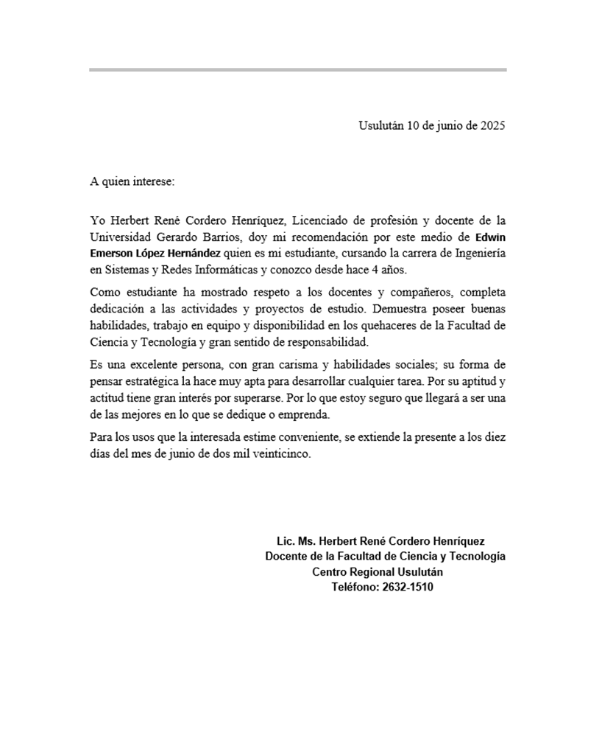 Usulután 10 de junio de 2025
A quien interese:
Yo Herbert René Cordero Henríquez, Licenciado de profesión y docente de la
Universidad Gerardo Barrios, doy mi recomendación por este medio de Edwin
Emerson López Hernández quien es mi estudiante, cursando la carrera de Ingeniería
en Sistemas y Redes Informáticas y conozco desde hace 4 años.
Como estudiante ha mostrado respeto a los docentes y compañeros, completa
dedicación a las actividades y proyectos de estudio. Demuestra poseer buenas
habilidades, trabajo en equipo y disponibilidad en los quehaceres de la Facultad de
Ciencia y Tecnología y gran sentido de responsabilidad.
Es una excelente persona, con gran carisma y habilidades sociales; su forma de
pensar estratégica la hace muy apta para desarrollar cualquier tarea. Por su aptitud y
actitud tiene gran interés por superarse. Por lo que estoy seguro que llegará a ser una
de las mejores en lo que se dedique o emprenda.
Para los usos que la interesada estime conveniente, se extiende la presente a los diez
días del mes de junio de dos mil veinticinco.
Lic. Ms. Herbert René Cordero Henríquez
Docente de la Facultad de Ciencia y Tecnología
Centro Regional Usulután
Teléfono: 2632-1510